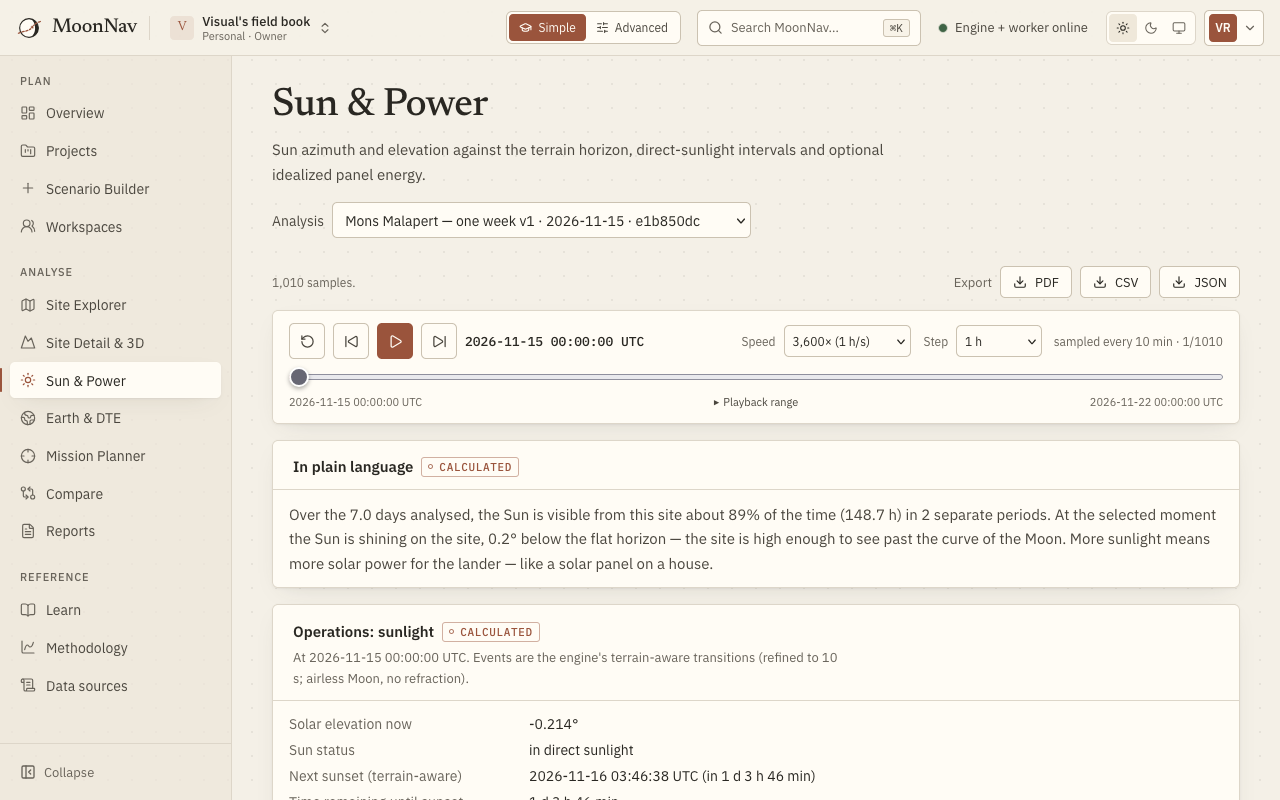 MoonNav
V
Visual's field book
Personal · Owner
Simple
Advanced
Search MoonNav...
⌘K
Engine + worker online
VR
PLAN
Overview
Projects
Scenario Builder
Workspaces
ANALYSE
Site Explorer
Site Detail & 3D
Sun & Power
Earth & DTE
Mission Planner
Compare
Reports
REFERENCE
Learn
Methodology
Data sources
Collapse
Sun & Power
Sun azimuth and elevation against the terrain horizon, direct-sunlight intervals and optional
idealized panel energy.
Analysis
Mons Malapert — one week v1 · 2026-11-15 · e1b850dc
1,010 samples.
Export
PDF
CSV
JSON
2026-11-15 00:00:00 UTC
Speed
3,600× (1 h/s)
Step
1 h
sampled every 10 min · 1/1010
2026-11-15 00:00:00 UTC
Playback range
2026-11-22 00:00:00 UTC
In plain language
CALCULATED
Over the 7.0 days analysed, the Sun is visible from this site about 89% of the time (148.7 h) in 2 separate periods. At the selected moment
the Sun is shining on the site, 0.2° below the flat horizon — the site is high enough to see past the curve of the Moon. More sunlight means
more solar power for the lander — like a solar panel on a house.
Operations: sunlight
CALCULATED
At 2026-11-15 00:00:00 UTC. Events are the engine's terrain-aware transitions (refined to 10
s; airless Moon, no refraction).
Solar elevation now
-0.214°
Sun status
in direct sunlight
Next sunset (terrain-aware)
2026-11-16 03:46:38 UTC (in 1 d 3 h 46 min)
Time remaining until sunset
1 d 3 h 46 min